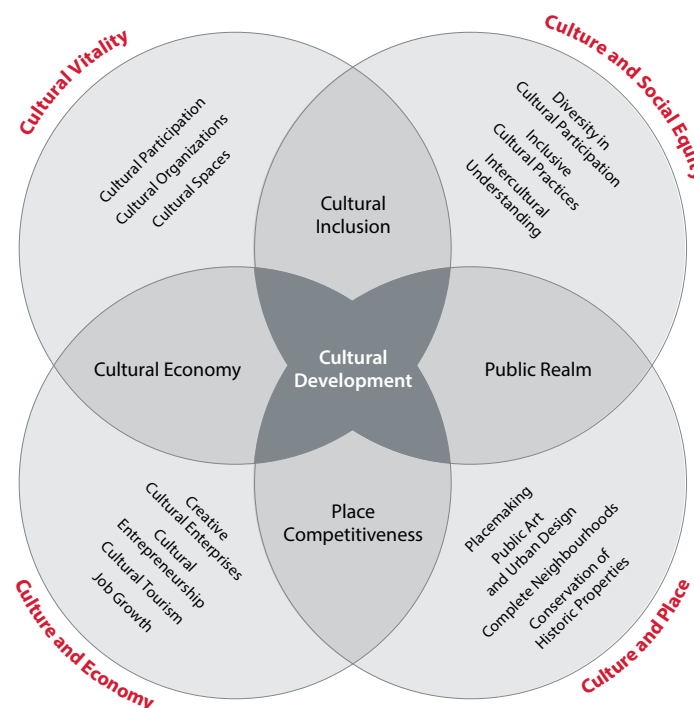 Cultural Vitality
Cultural Participation
Cultural Organizations
Cultural Spaces
Culture and Social Equity
Diversity in
Cultural Participation
Inclusive
Cultural Practices
Intercultural
Understanding
Cultural
Inclusion
Cultural Economy
Cultural
Development
Public Realm
Place
Competitiveness
Culture and Economy
Creative
Cultural Enterprises
Cultural
Entrepreneurship
Cultural Tourism
Job Growth
Culture and Place
Placemaking
Public Art
and Urban Design
Complete Neighbourhoods
Conservation of
Historic Properties